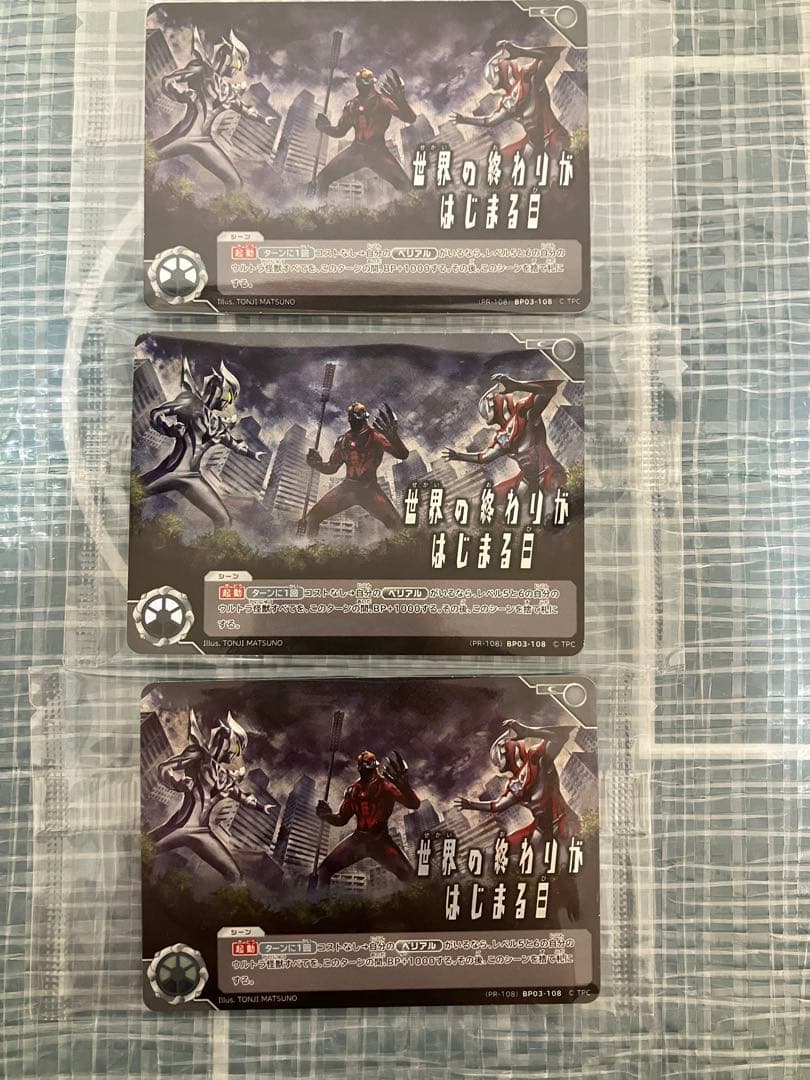 世界の終わりが
はじまる日
シーン
起動 ターンに1回 コストなし→自分の ベリアル がいるなら、レベル5と6の自分の
ウルトラ怪獣すべてを、このターンの間、BP+1000する。その後、このシーンを捨て札に
する。
Illus. TONJI MATSUNO (PR-108) BP03-108 © TPC
世界の終わりが
はじまる日
シーン
起動 ターンに1回 コストなし→自分の ベリアル がいるなら、レベル5と6の自分の
ウルトラ怪獣すべてを、このターンの間、BP+1000する。その後、このシーンを捨て札に
する。
Illus. TONJI MATSUNO (PR-108) BP03-108 © TPC
世界の終わりが
はじまる日
シーン
起動 ターンに1回 コストなし→自分の ベリアル がいるなら、レベル5と6の自分の
ウルトラ怪獣すべてを、このターンの間、BP+1000する。その後、このシーンを捨て札に
する。
Illus. TONJI MATSUNO (PR-108) BP03-108 © TPC